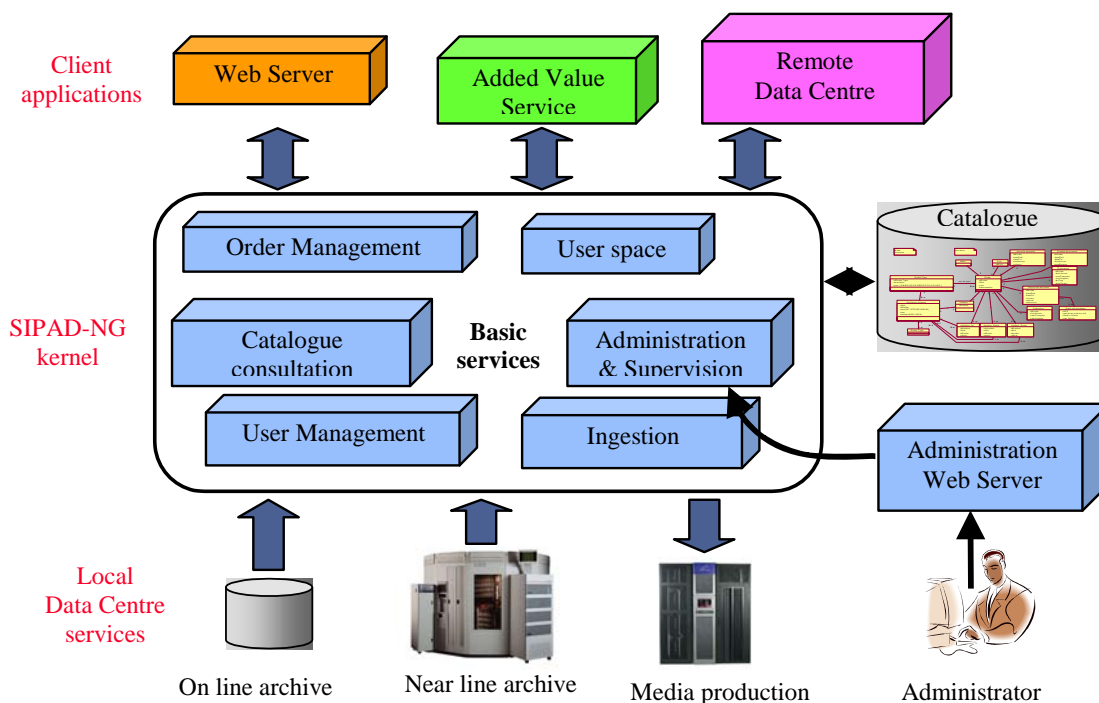 Client
applications
Web Server
Added Value
Service
Remote
Data Centre
SIPAD-NG
kernel
Order Management
User space
Catalogue
consultation
Basic
services
Administration
& Supervision
User Management
Ingestion
Catalogue
Administration
Web Server
Local
Data Centre
services
On line archive
Near line archive
Media production
Administrator